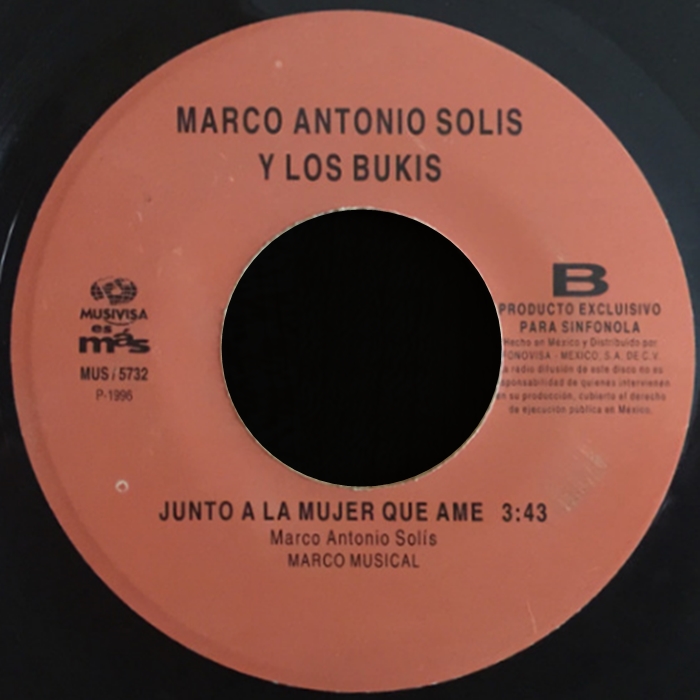 MARCO ANTONIO SOLIS
Y LOS BUKIS
MUSIVISA
es
más
MUS i 5732
P-1996
B
PRODUCTO EXCLUISIVO
PARA SINFONOLA
Hecho en México y Distribuido por
FONOVISA - MEXICO, S.A. DE C.V.
La radio difusión de este disco no es
responsabilidad de quienes intervienen
en su producción, cubierto el derecho
de ejecución pública en México.
JUNTO A LA MUJER QUE AME 3:43
Marco Antonio Solís
MARCO MUSICAL